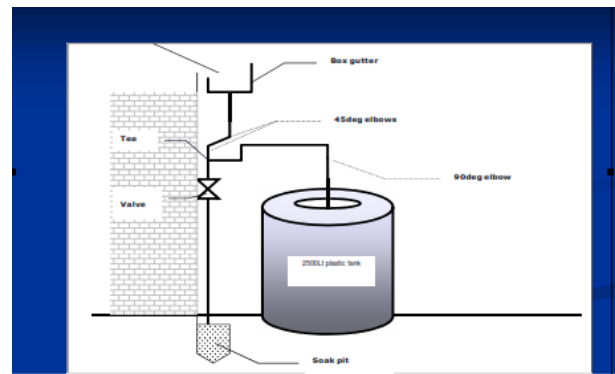 Box gutter
45deg elbows
Tee
90deg elbow
Valve
2500Lt plastic tank
Soak pit